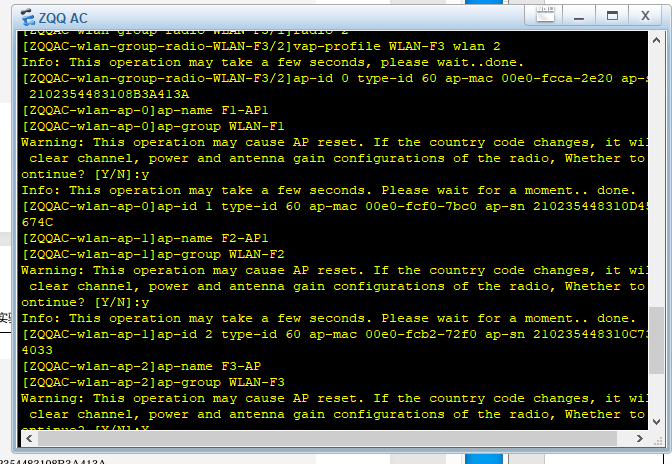 ZQQ AC
[ZQQAC-wlan-group-radio-WLAN-F3/1]radio 2
[ZQQAC-wlan-group-radio-WLAN-F3/2]vap-profile WLAN-F3 wlan 2
Info: This operation may take a few seconds, please wait..done.
[ZQQAC-wlan-group-radio-WLAN-F3/2]ap-id 0 type-id 60 ap-mac 00e0-fcca-2e20 ap-s
2102354483108B3A413A
[ZQQAC-wlan-ap-0]ap-name F1-AP1
[ZQQAC-wlan-ap-0]ap-group WLAN-F1
Warning: This operation may cause AP reset. If the country code changes, it wil
clear channel, power and antenna gain configurations of the radio, Whether to
ontinue? [Y/N]:y
Info: This operation may take a few seconds. Please wait for a moment.. done.
[ZQQAC-wlan-ap-0]ap-id 1 type-id 60 ap-mac 00e0-fcf0-7bc0 ap-sn 210235448310D45
674C
[ZQQAC-wlan-ap-1]ap-name F2-AP1
[ZQQAC-wlan-ap-1]ap-group WLAN-F2
Warning: This operation may cause AP reset. If the country code changes, it wil
clear channel, power and antenna gain configurations of the radio, Whether to
ontinue? [Y/N]:y
Info: This operation may take a few seconds. Please wait for a moment.. done.
[ZQQAC-wlan-ap-1]ap-id 2 type-id 60 ap-mac 00e0-fcb2-72f0 ap-sn 210235448310C73
4033
[ZQQAC-wlan-ap-2]ap-name F3-AP
[ZQQAC-wlan-ap-2]ap-group WLAN-F3
Warning: This operation may cause AP reset. If the country code changes, it wil
clear channel, power and antenna gain configurations of the radio, Whether to
ontinue? [Y/N]:Y
2354483108B3A413A